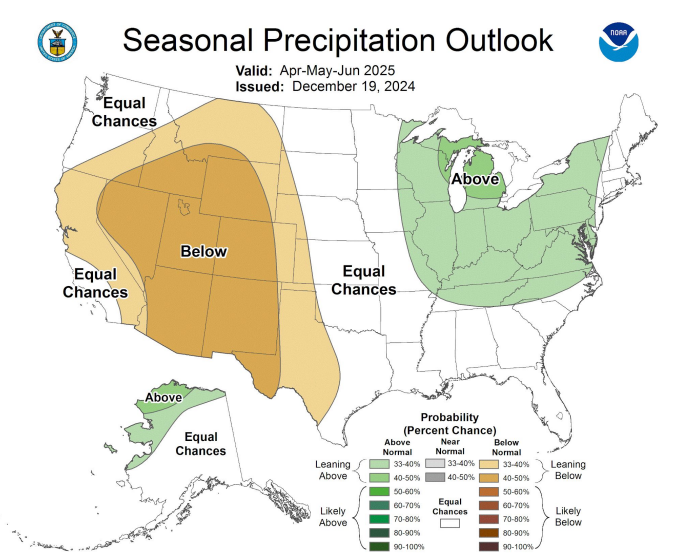 Seasonal Precipitation Outlook
NOAA
Valid: Apr-May-Jun 2025
Issued: December 19, 2024
Equal
Chances
Above
Below
Equal
Chances
Equal
Chances
Above
Equal
Chances
Probability
(Percent Chance)
Above
Normal
Near
Normal
Below
Normal
Leaning
Above
33-40%
40-50%
50-60%
60-70%
70-80%
80-90%
90-100%
Likely
Above
33-40%
40-50%
Equal
Chances
33-40%
40-50%
50-60%
60-70%
70-80%
80-90%
90-100%
Leaning
Below
Likely
Below